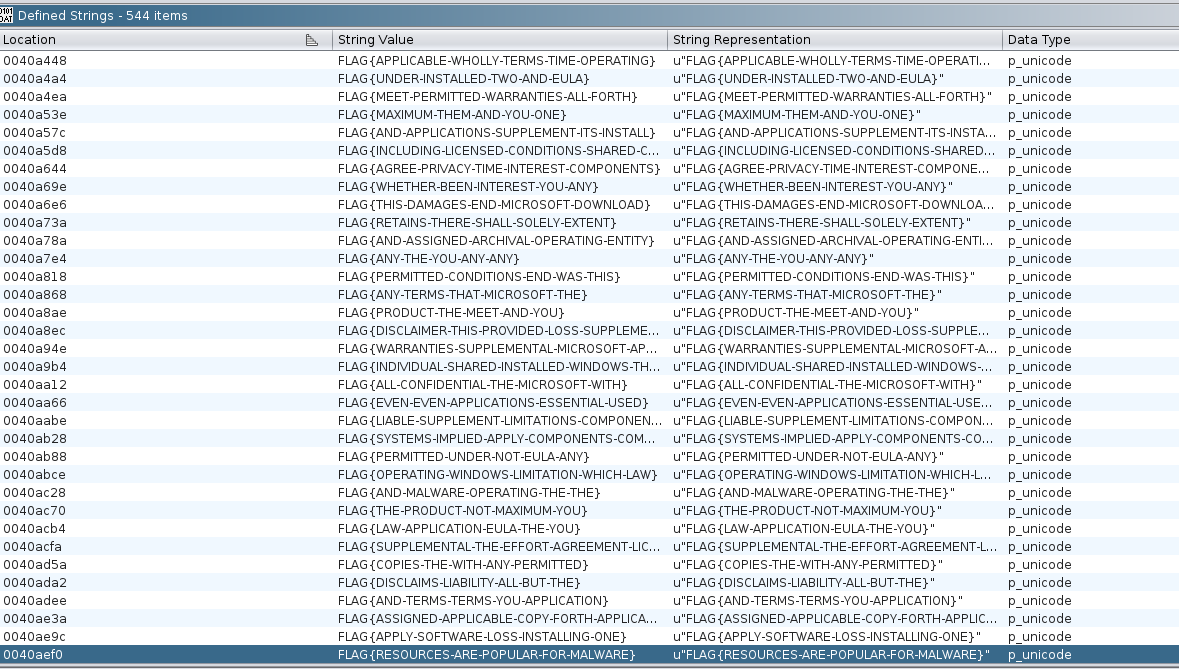 Defined Strings - 544 items
Location String Value String Representation Data Type
0040a448 FLAG{APPLICABLE-WHOLLY-TERMS-TIME-OPERATING} u"FLAG{APPLICABLE-WHOLLY-TERMS-TIME-OPERATI... p_unicode
0040a4a4 FLAG{UNDER-INSTALLED-TWO-AND-EULA} u"FLAG{UNDER-INSTALLED-TWO-AND-EULA}" p_unicode
0040a4ea FLAG{MEET-PERMITTED-WARRANTIES-ALL-FORTH} u"FLAG{MEET-PERMITTED-WARRANTIES-ALL-FORTH}" p_unicode
0040a53e FLAG{MAXIMUM-THEM-AND-YOU-ONE} u"FLAG{MAXIMUM-THEM-AND-YOU-ONE}" p_unicode
0040a57c FLAG{AND-APPLICATIONS-SUPPLEMENT-ITS-INSTALL} u"FLAG{AND-APPLICATIONS-SUPPLEMENT-ITS-INSTA... p_unicode
0040a5d8 FLAG{INCLUDING-LICENSED-CONDITIONS-SHARED-C... u"FLAG{INCLUDING-LICENSED-CONDITIONS-SHARED... p_unicode
0040a644 FLAG{AGREE-PRIVACY-TIME-INTEREST-COMPONENTS} u"FLAG{AGREE-PRIVACY-TIME-INTEREST-COMPONE... p_unicode
0040a69e FLAG{WHETHER-BEEN-INTEREST-YOU-ANY} u"FLAG{WHETHER-BEEN-INTEREST-YOU-ANY}" p_unicode
0040a6e6 FLAG{THIS-DAMAGES-END-MICROSOFT-DOWNLOAD} u"FLAG{THIS-DAMAGES-END-MICROSOFT-DOWNLOA... p_unicode
0040a73a FLAG{RETAINS-THERE-SHALL-SOLELY-EXTENT} u"FLAG{RETAINS-THERE-SHALL-SOLELY-EXTENT}" p_unicode
0040a78a FLAG{AND-ASSIGNED-ARCHIVAL-OPERATING-ENTITY} u"FLAG{AND-ASSIGNED-ARCHIVAL-OPERATING-ENTI... p_unicode
0040a7e4 FLAG{ANY-THE-YOU-ANY-ANY} u"FLAG{ANY-THE-YOU-ANY-ANY}" p_unicode
0040a818 FLAG{PERMITTED-CONDITIONS-END-WAS-THIS} u"FLAG{PERMITTED-CONDITIONS-END-WAS-THIS}" p_unicode
0040a868 FLAG{ANY-TERMS-THAT-MICROSOFT-THE} u"FLAG{ANY-TERMS-THAT-MICROSOFT-THE}" p_unicode
0040a8ae FLAG{PRODUCT-THE-MEET-AND-YOU} u"FLAG{PRODUCT-THE-MEET-AND-YOU}" p_unicode
0040a8ec FLAG{DISCLAIMER-THIS-PROVIDED-LOSS-SUPPLEME... u"FLAG{DISCLAIMER-THIS-PROVIDED-LOSS-SUPPLE... p_unicode
0040a94e FLAG{WARRANTIES-SUPPLEMENTAL-MICROSOFT-AP... u"FLAG{WARRANTIES-SUPPLEMENTAL-MICROSOFT-A... p_unicode
0040a9b4 FLAG{INDIVIDUAL-SHARED-INSTALLED-WINDOWS-TH... u"FLAG{INDIVIDUAL-SHARED-INSTALLED-WINDOWS-... p_unicode
0040aa12 FLAG{ALL-CONFIDENTIAL-THE-MICROSOFT-WITH} u"FLAG{ALL-CONFIDENTIAL-THE-MICROSOFT-WITH}" p_unicode
0040aa66 FLAG{EVEN-EVEN-APPLICATIONS-ESSENTIAL-USED} u"FLAG{EVEN-EVEN-APPLICATIONS-ESSENTIAL-USE... p_unicode
0040aabe FLAG{LIABLE-SUPPLEMENT-LIMITATIONS-COMPONEN... u"FLAG{LIABLE-SUPPLEMENT-LIMITATIONS-COMPON... p_unicode
0040ab28 FLAG{SYSTEMS-IMPLIED-APPLY-COMPONENTS-COM... u"FLAG{SYSTEMS-IMPLIED-APPLY-COMPONENTS-CO... p_unicode
0040ab88 FLAG{PERMITTED-UNDER-NOT-EULA-ANY} u"FLAG{PERMITTED-UNDER-NOT-EULA-ANY}" p_unicode
0040abce FLAG{OPERATING-WINDOWS-LIMITATION-WHICH-LAW} u"FLAG{OPERATING-WINDOWS-LIMITATION-WHICH-L... p_unicode
0040ac28 FLAG{AND-MALWARE-OPERATING-THE-THE} u"FLAG{AND-MALWARE-OPERATING-THE-THE}" p_unicode
0040ac70 FLAG{THE-PRODUCT-NOT-MAXIMUM-YOU} u"FLAG{THE-PRODUCT-NOT-MAXIMUM-YOU}" p_unicode
0040acb4 FLAG{LAW-APPLICATION-EULA-THE-YOU} u"FLAG{LAW-APPLICATION-EULA-THE-YOU}" p_unicode
0040acfa FLAG{SUPPLEMENTAL-THE-EFFORT-AGREEMENT-LIC... u"FLAG{SUPPLEMENTAL-THE-EFFORT-AGREEMENT-L... p_unicode
0040ad5a FLAG{COPIES-THE-WITH-ANY-PERMITTED} u"FLAG{COPIES-THE-WITH-ANY-PERMITTED}" p_unicode
0040ada2 FLAG{DISCLAIMS-LIABILITY-ALL-BUT-THE} u"FLAG{DISCLAIMS-LIABILITY-ALL-BUT-THE}" p_unicode
0040adee FLAG{AND-TERMS-TERMS-YOU-APPLICATION} u"FLAG{AND-TERMS-TERMS-YOU-APPLICATION}" p_unicode
0040ae3a FLAG{ASSIGNED-APPLICABLE-COPY-FORTH-APPLICA... u"FLAG{ASSIGNED-APPLICABLE-COPY-FORTH-APPLIC... p_unicode
0040ae9c FLAG{APPLY-SOFTWARE-LOSS-INSTALLING-ONE} u"FLAG{APPLY-SOFTWARE-LOSS-INSTALLING-ONE}" p_unicode
0040aef0 FLAG{RESOURCES-ARE-POPULAR-FOR-MALWARE} u"FLAG{RESOURCES-ARE-POPULAR-FOR-MALWARE}" p_unicode